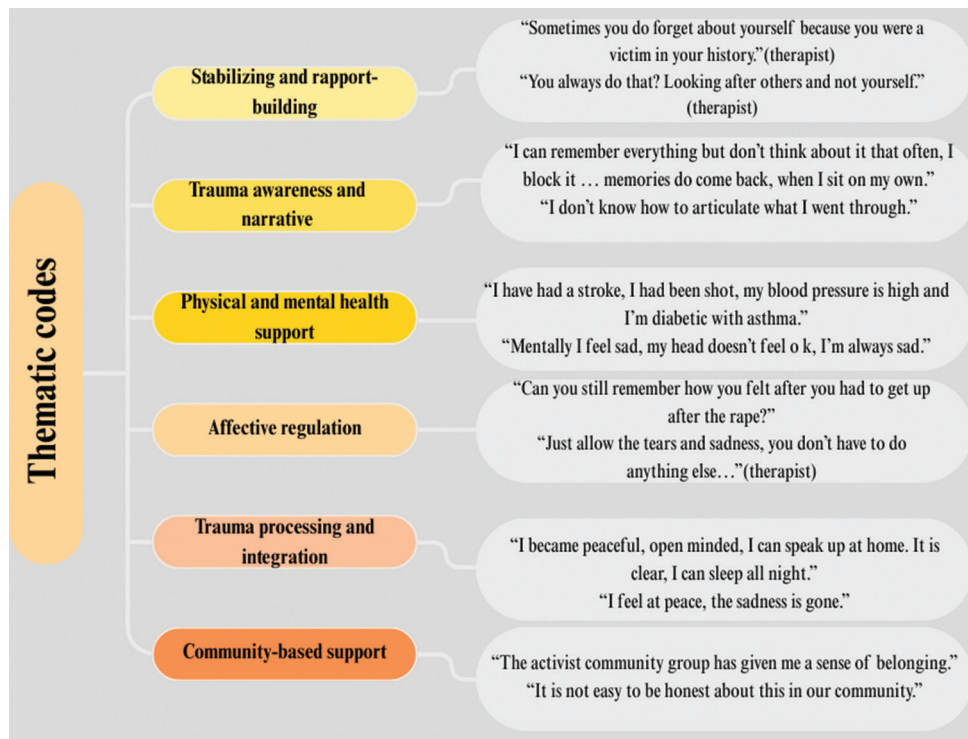 Thematic codes
Stabilizing and rapport-
building
“Sometimes you do forget about yourself because you were a
victim in your history.”(therapist)
“You always do that? Looking after others and not yourself.”
(therapist)
Trauma awareness and
narrative
“I can remember everything but don’t think about it that often, I
block it … memories do come back, when I sit on my own.”
“I don’t know how to articulate what I went through.”
Physical and mental health
support
“I have had a stroke, I had been shot, my blood pressure is high and
I’m diabetic with asthma.”
“Mentally I feel sad, my head doesn’t feel o k, I’m always sad.”
Affective regulation
“Can you still remember how you felt after you had to get up
after the rape?”
“Just allow the tears and sadness, you don’t have to do
anything else…”(therapist)
Trauma processing and
integration
“I became peaceful, open minded, I can speak up at home. It is
clear, I can sleep all night.”
“I feel at peace, the sadness is gone.”
Community-based support
“The activist community group has given me a sense of belonging.”
“It is not easy to be honest about this in our community.”